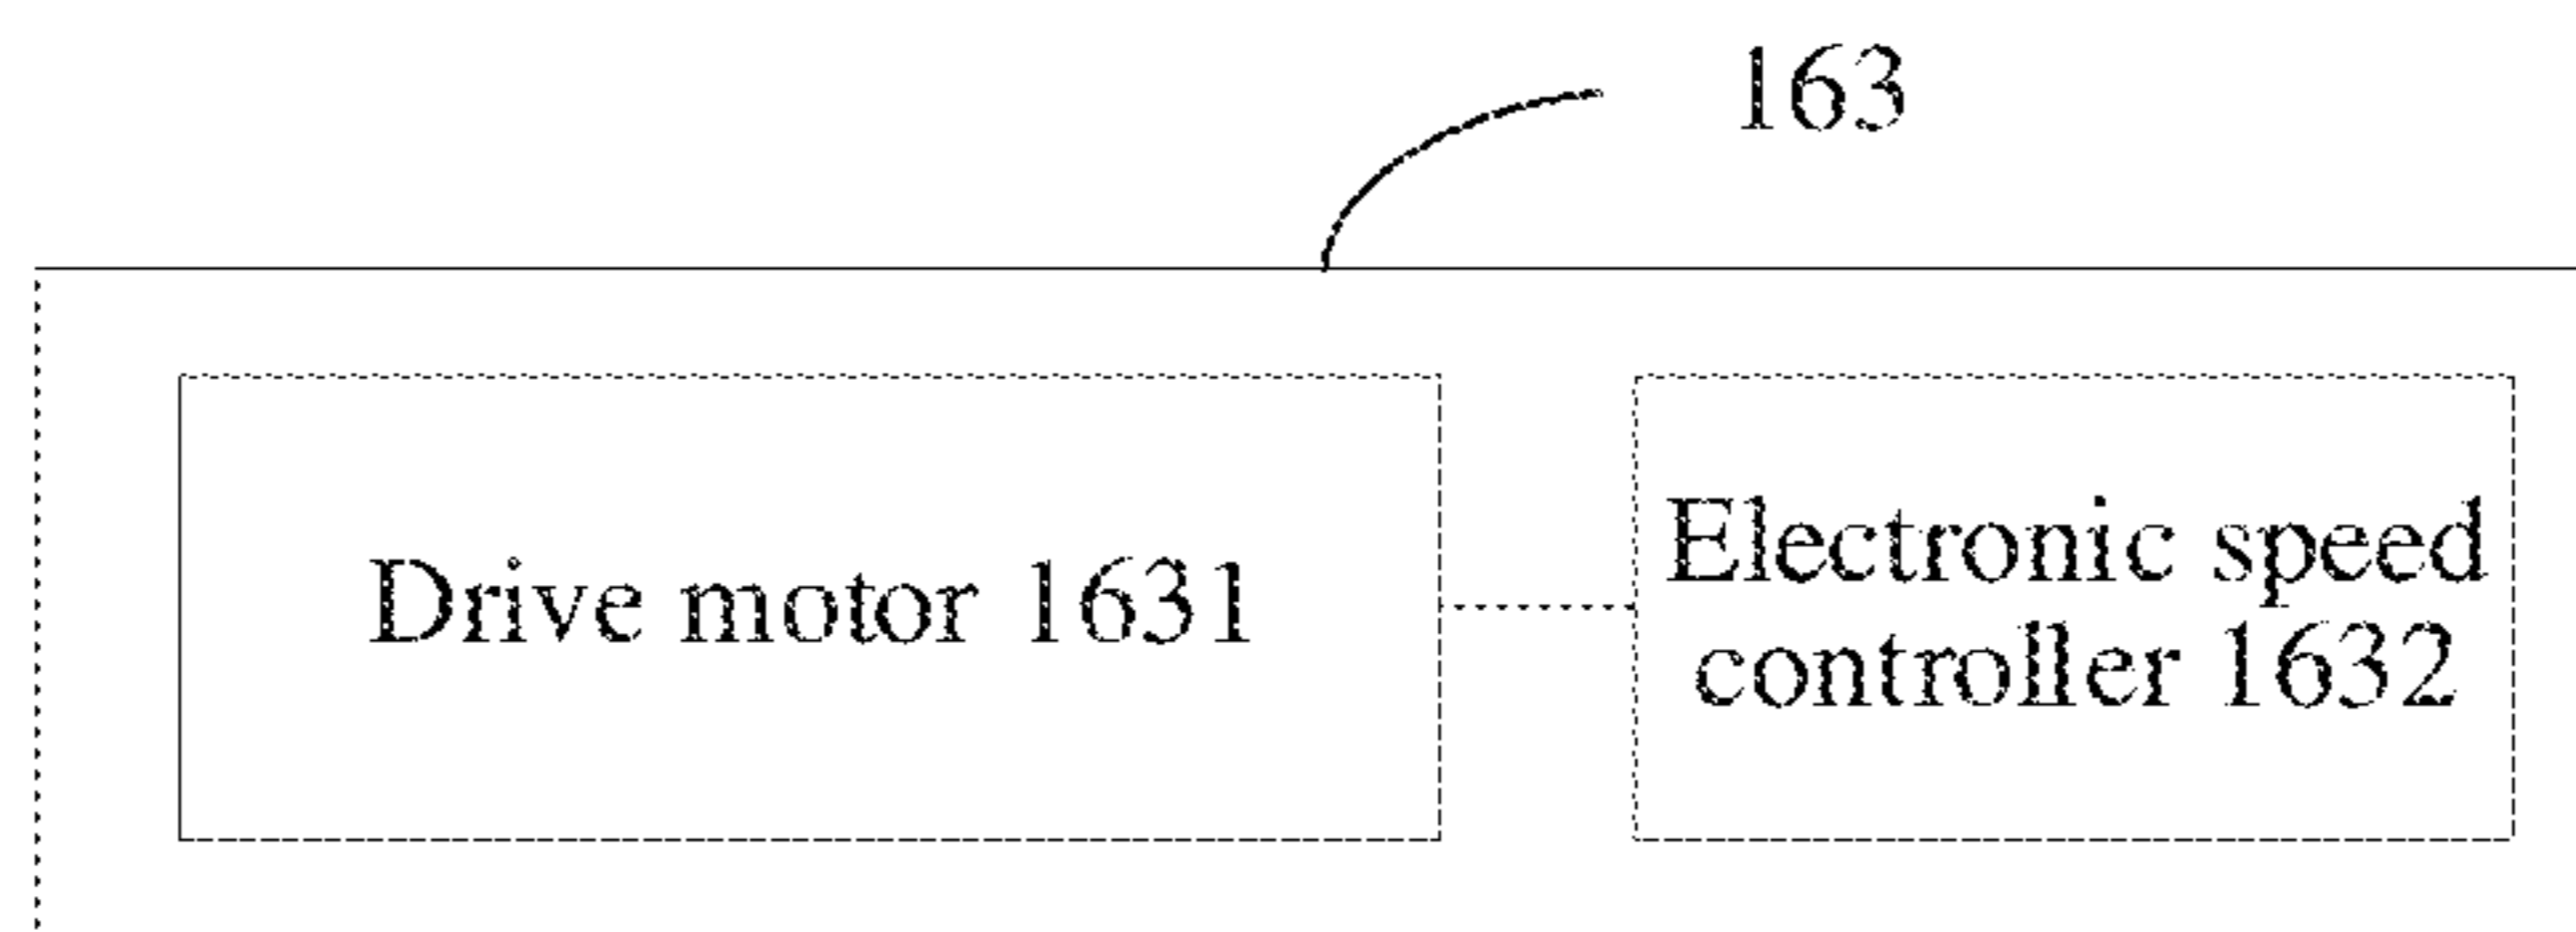 163
Drive motor 1631
Electronic speed
controller 1632